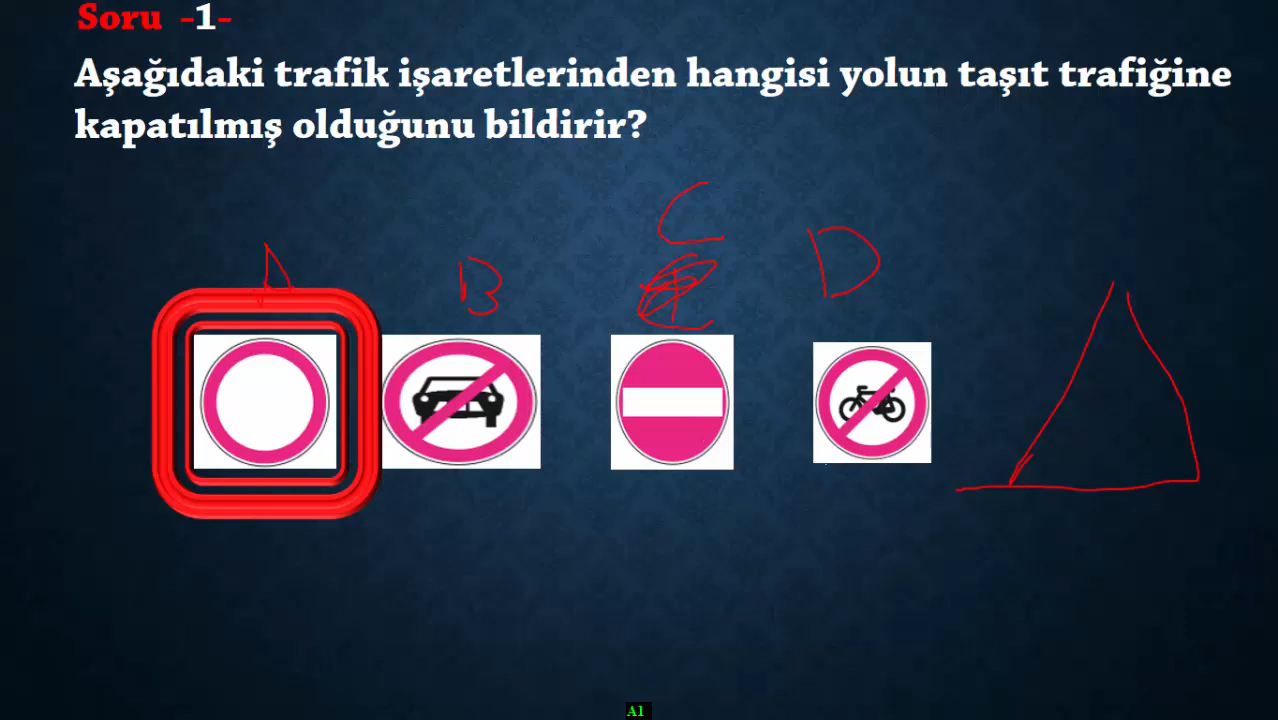 Soru -1-
Aşağıdaki trafik işaretlerinden hangisi yolun taşıt trafiğine
kapatılmış olduğunu bildirir?
A B C D
A1